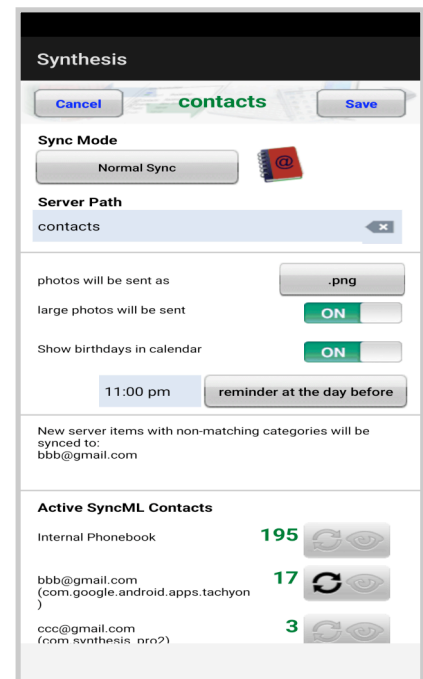 Synthesis
Cancel contacts Save
Sync Mode
Normal Sync
@
Server Path
contacts
photos will be sent as .png
large photos will be sent ON
Show birthdays in calendar ON
11:00 pm reminder at the day before
New server items with non-matching categories will be
synced to:
bbb@gmail.com
Active SyncML Contacts
Internal Phonebook 195
bbb@gmail.com 17
(com.google.android.apps.tachyon
)
ccc@gmail.com 3
(com.synthesis_pro2)